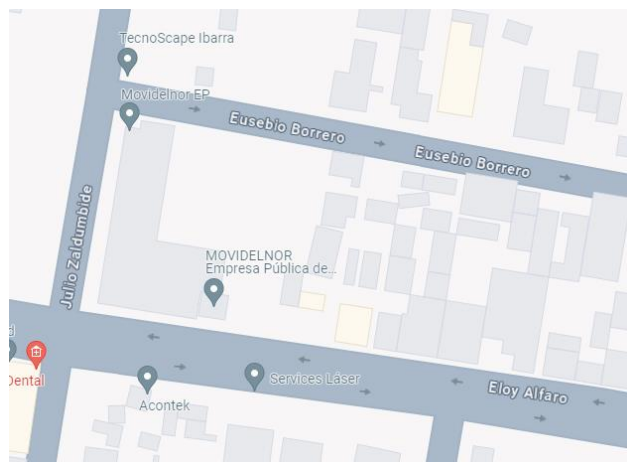 TecnoScape Ibarra
Movidelnor EP
Eusebio Borrero
Eusebio Borrero
Julio Zaldumbide
MOVIDELNOR
Empresa Pública de...
d
Dental
Services Láser
Eloy Alfaro
Acontek